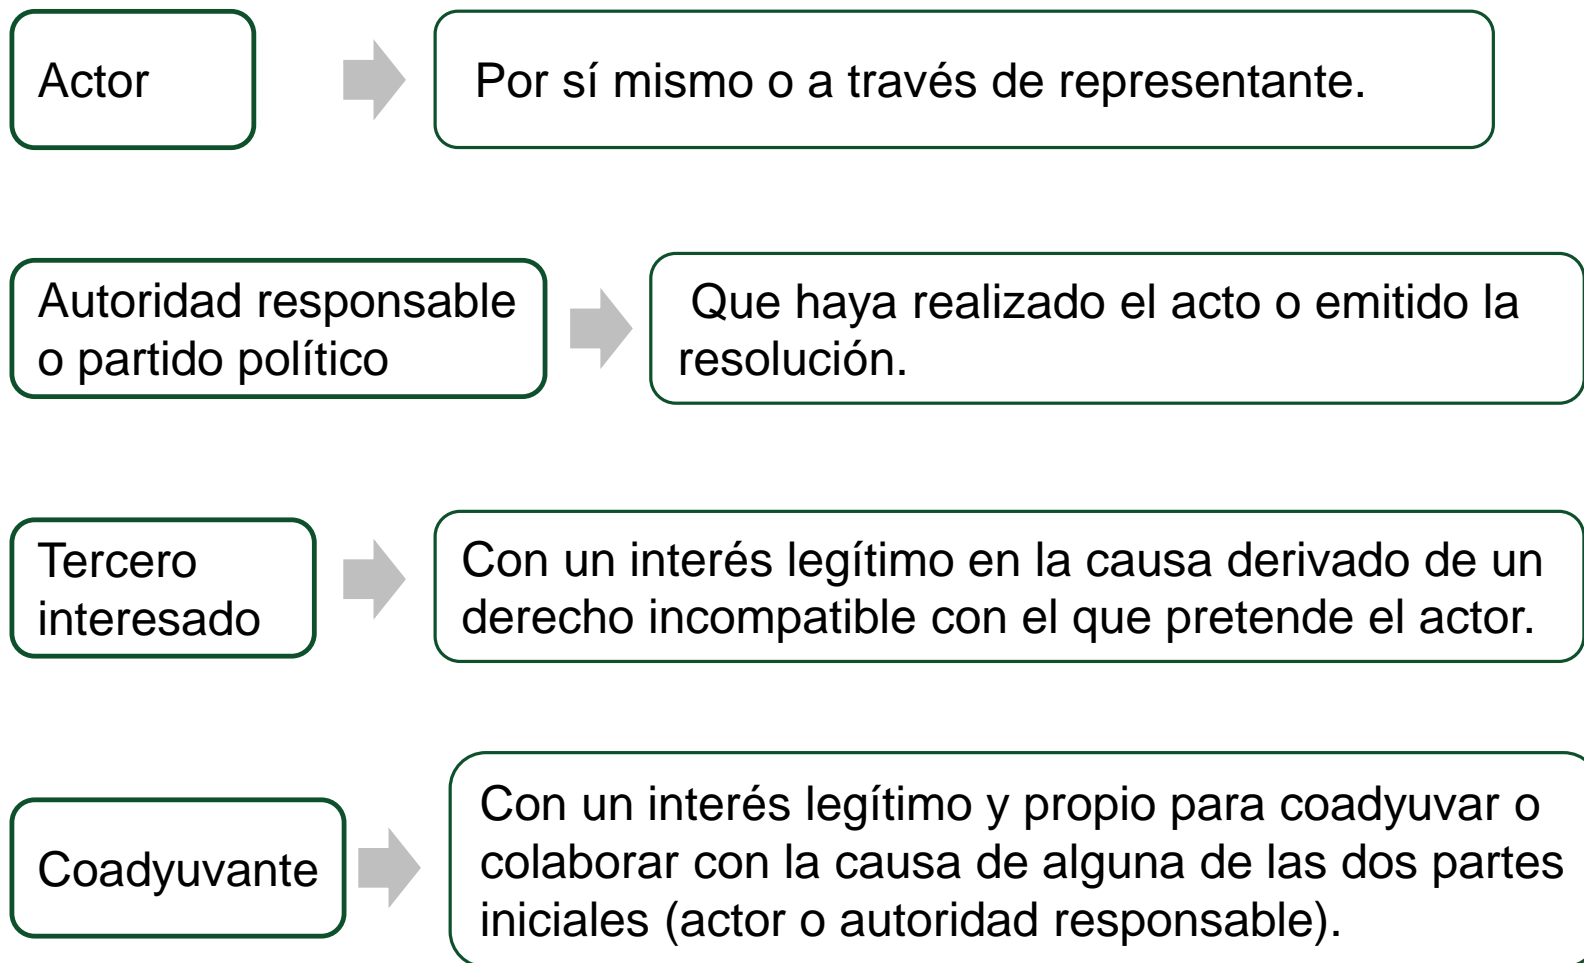 Actor
Por sí mismo o a través de representante.
Autoridad responsable
o partido político
Que haya realizado el acto o emitido la
resolución.
Tercero
interesado
Con un interés legítimo en la causa derivado de un
derecho incompatible con el que pretende el actor.
Coadyuvante
Con un interés legítimo y propio para coadyuvar o
colaborar con la causa de alguna de las dos partes
iniciales (actor o autoridad responsable).